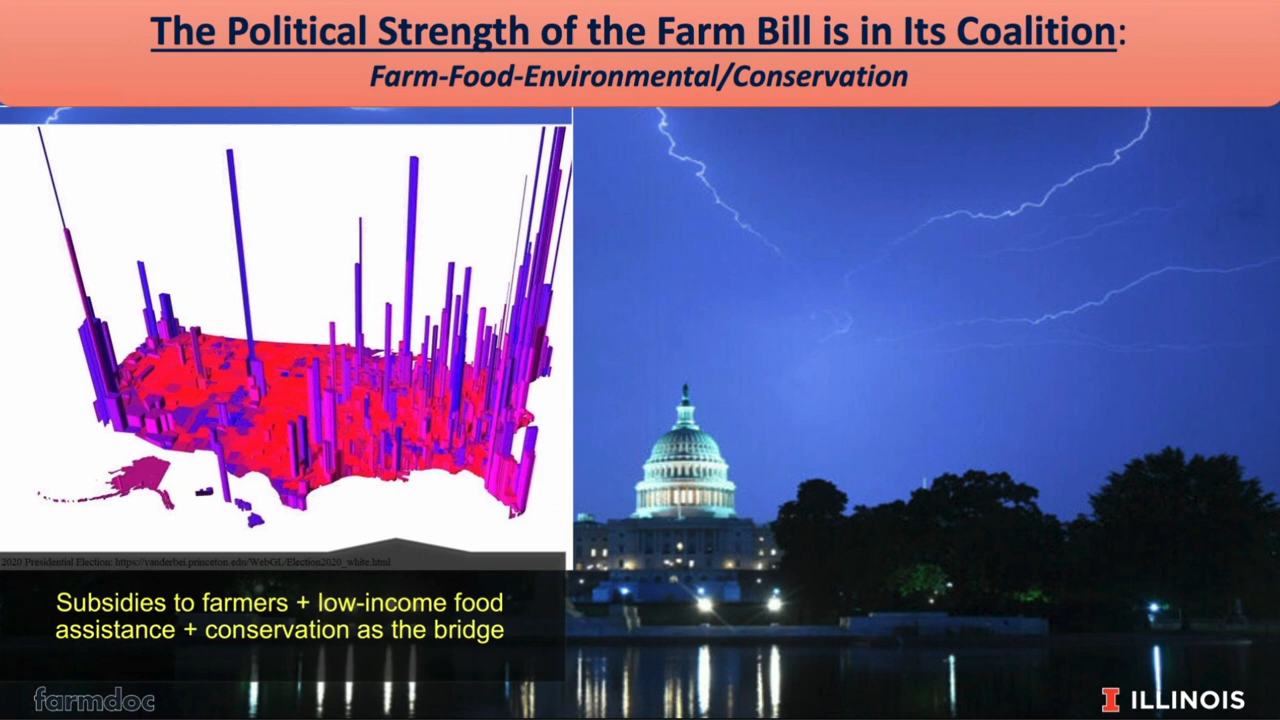 The Political Strength of the Farm Bill is in Its Coalition:
Farm-Food-Environmental/Conservation
2020 Presidential Election: https://vanderbei.princeton.edu/WebGL/Election2020_white.html
Subsidies to farmers + low-income food
assistance + conservation as the bridge
farmdoc
I ILLINOIS